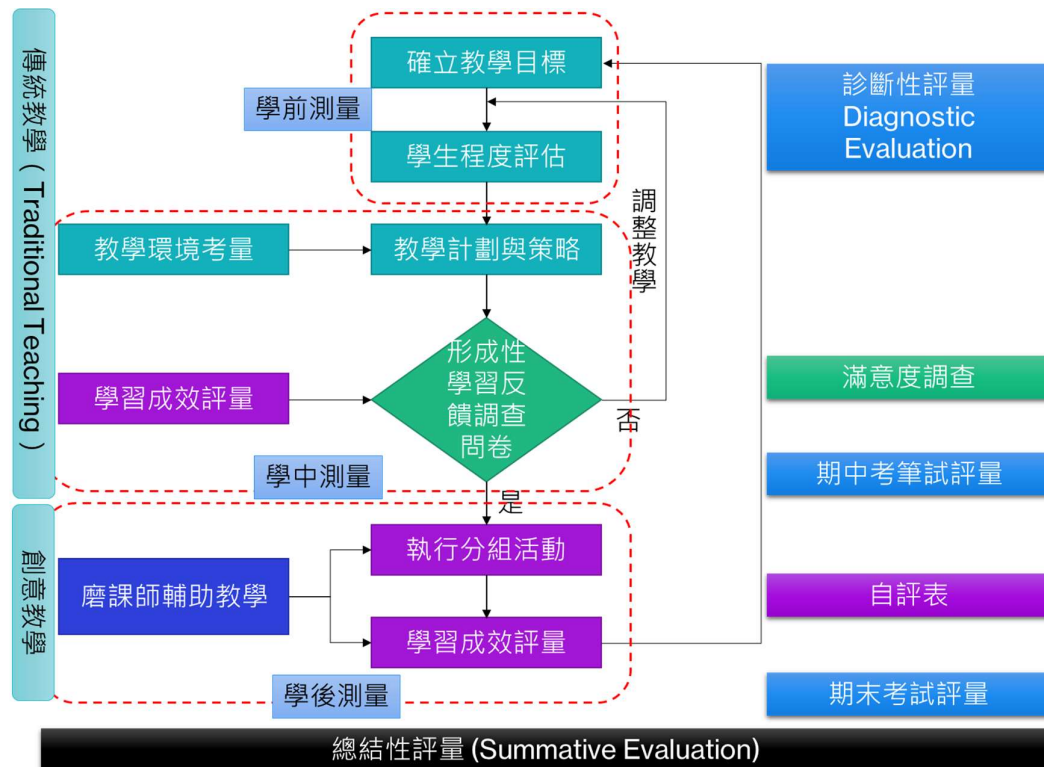 傳統教學 ( Traditional Teaching )
確立教學目標
學前測量
學生程度評估
調整教學
教學環境考量
教學計劃與策略
學習成效評量
形成性
學習反
饋調查
問卷
否
學中測量
是
創意教學
執行分組活動
磨課師輔助教學
學習成效評量
學後測量
診斷性評量
Diagnostic
Evaluation
滿意度調查
期中考筆試評量
自評表
期末考試評量
總結性評量 (Summative Evaluation)